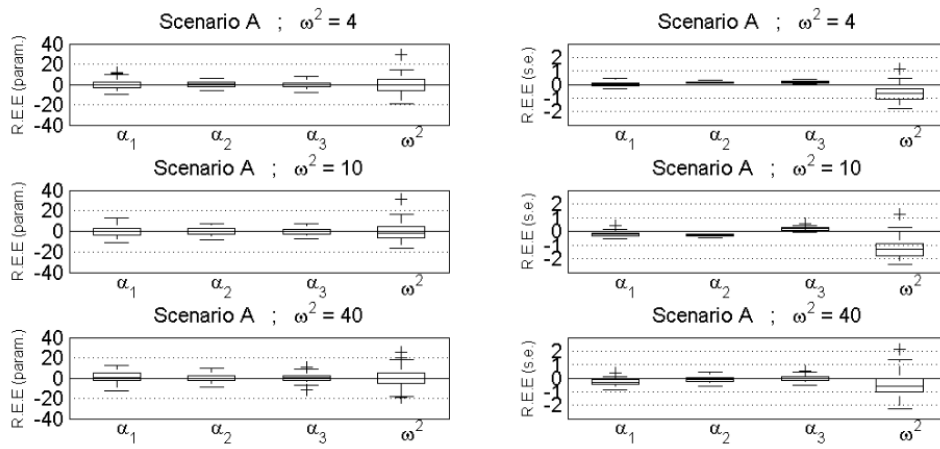 Scenario A ; ω² = 4
R.E.E (param.)
40
20
0
-20
-40
α₁ α₂ α₃ ω²
Scenario A ; ω² = 4
R.E.E (s.e.)
2
1
0
-1
-2
α₁ α₂ α₃ ω²
Scenario A ; ω² = 10
R.E.E (param.)
40
20
0
-20
-40
α₁ α₂ α₃ ω²
Scenario A ; ω² = 10
R.E.E (s.e.)
2
1
0
-1
-2
α₁ α₂ α₃ ω²
Scenario A ; ω² = 40
R.E.E (param.)
40
20
0
-20
-40
α₁ α₂ α₃ ω²
Scenario A ; ω² = 40
R.E.E (s.e.)
2
1
0
-1
-2
α₁ α₂ α₃ ω²